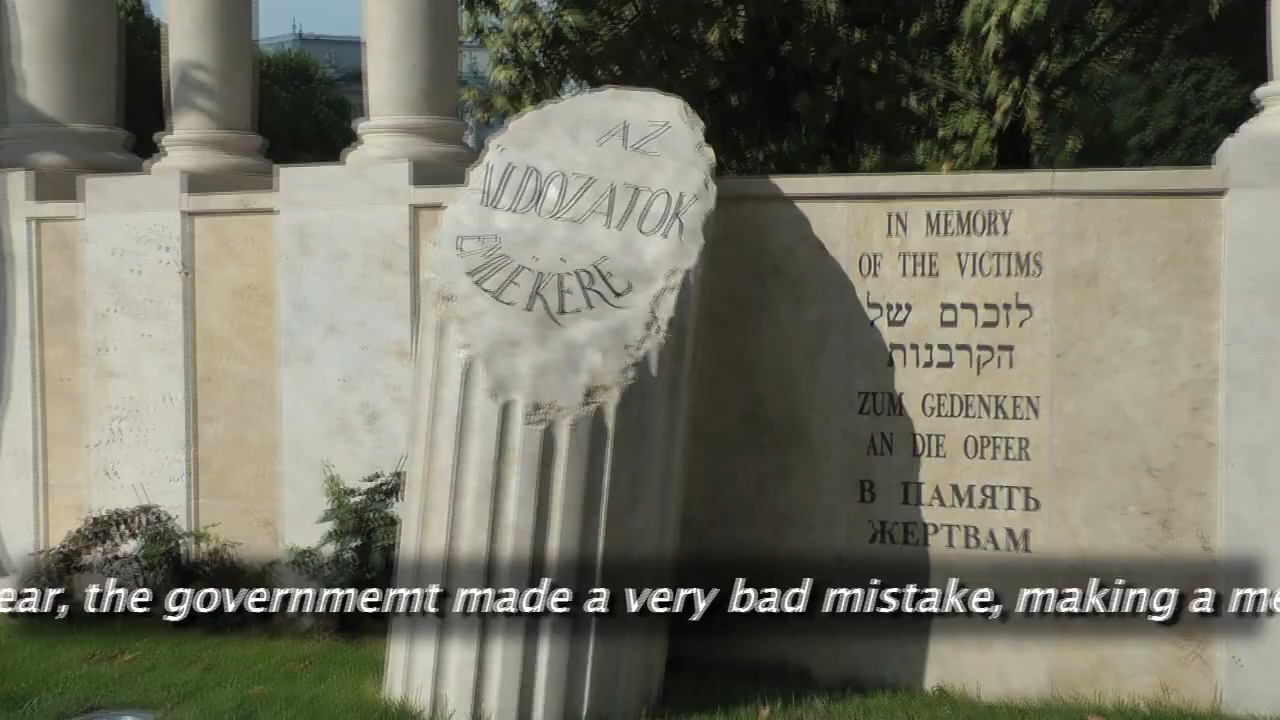 AZ
ÁLDOZATOK
EMLÉKÉRE
IN MEMORY
OF THE VICTIMS
לזכרם של
הקרבנות
ZUM GEDENKEN
AN DIE OPFER
В ПАМЯТЬ
ЖЕРТВАМ
ear, the governmemt made a very bad mistake, making a me